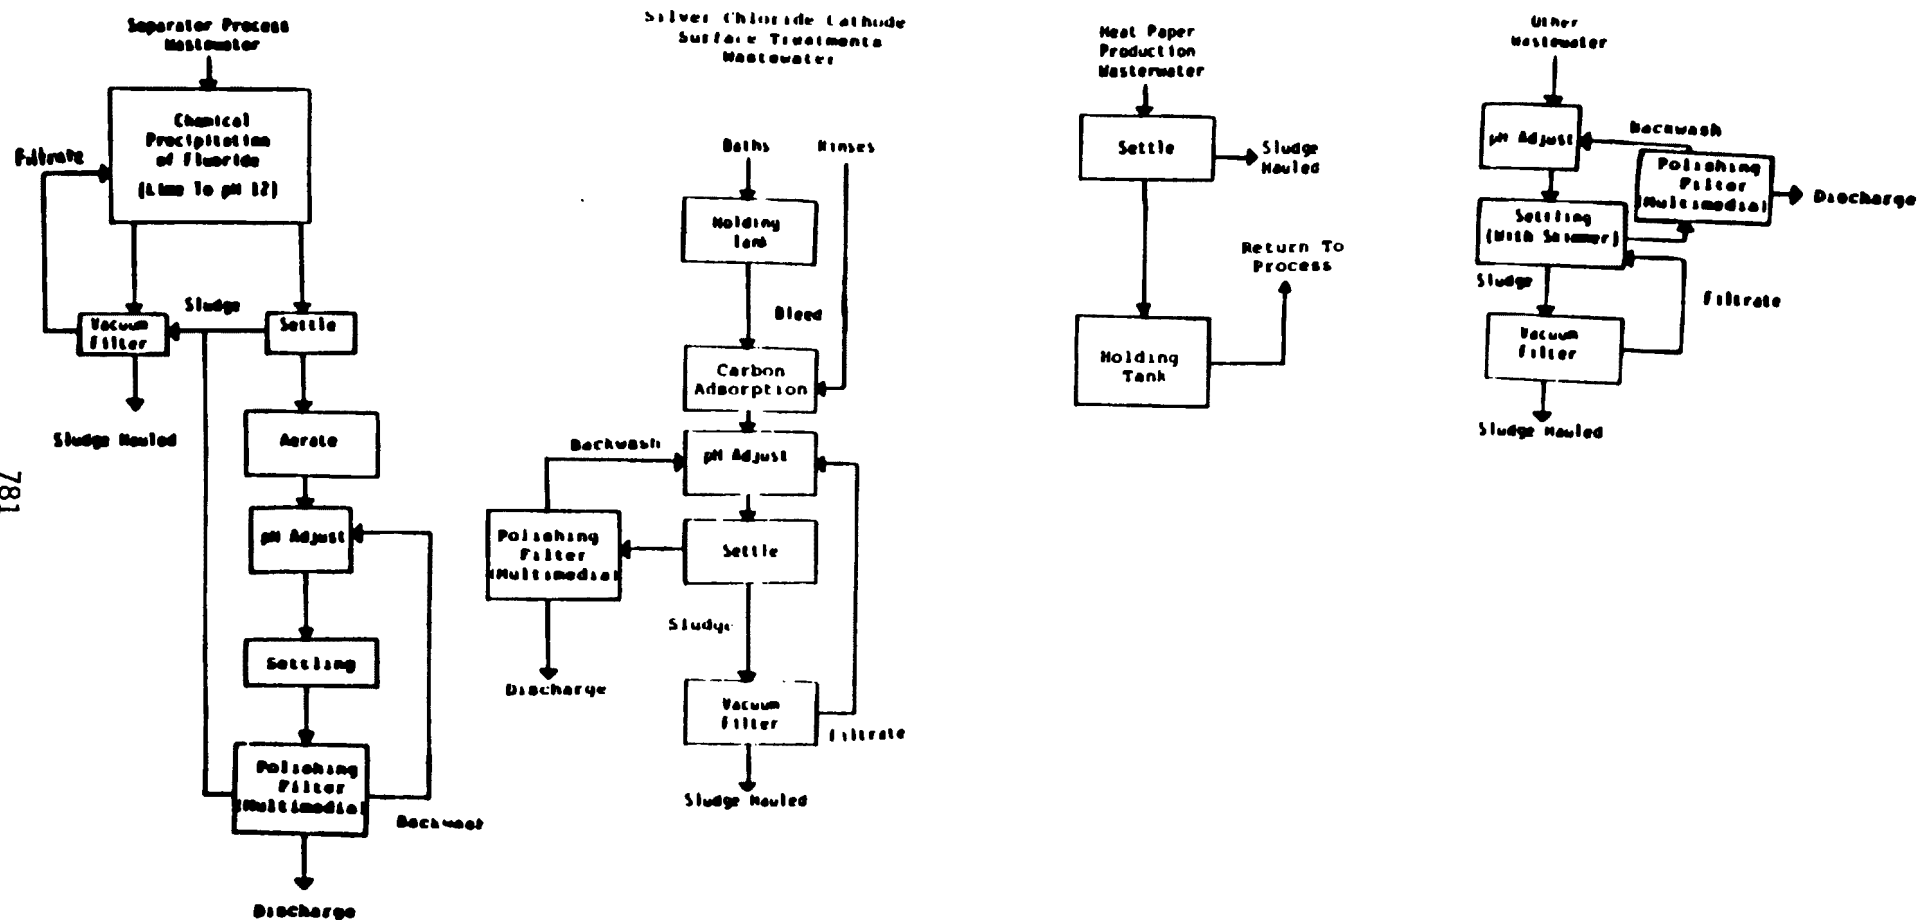 Separator Process
Wastewater
Chemical
Precipitation
of Fluoride
(Lime To pH 12)
Filtrate
Sludge
Vacuum
Filter
Settle
Sludge Hauled
Aerate
pH Adjust
Settling
Polishing
Filter
(Multimedia)
Backwash
Discharge
781
Silver Chloride Cathode
Surface Treatments
Wastewater
Baths
Rinses
Holding
Tank
Bleed
Carbon
Adsorption
Backwash
pH Adjust
Polishing
Filter
(Multimedia)
Settle
Sludge
Discharge
Vacuum
Filter
Filtrate
Sludge Hauled
Heat Paper
Production
Wasterwater
Settle
Sludge
Hauled
Return To
Process
Holding
Tank
Other
Wastewater
pH Adjust
Backwash
Polishing
Filter
(Multimedia)
Discharge
Settling
(With Skimmer)
Sludge
Filtrate
Vacuum
Filter
Sludge Hauled